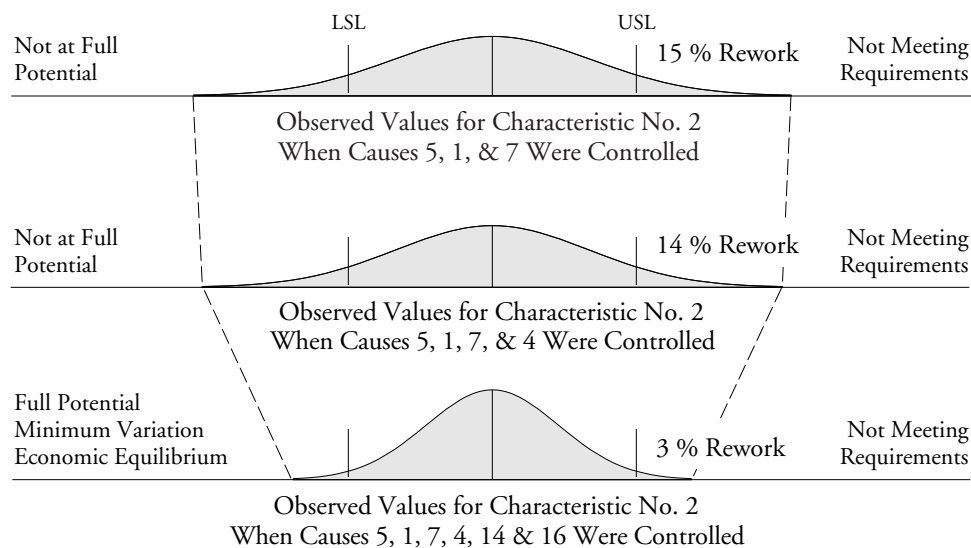 LSL USL
Not at Full
Potential
15 % Rework
Not Meeting
Requirements
Observed Values for Characteristic No. 2
When Causes 5, 1, & 7 Were Controlled
Not at Full
Potential
14 % Rework
Not Meeting
Requirements
Observed Values for Characteristic No. 2
When Causes 5, 1, 7, & 4 Were Controlled
Full Potential
Minimum Variation
Economic Equilibrium
3 % Rework
Not Meeting
Requirements
Observed Values for Characteristic No. 2
When Causes 5, 1, 7, 4, 14 & 16 Were Controlled